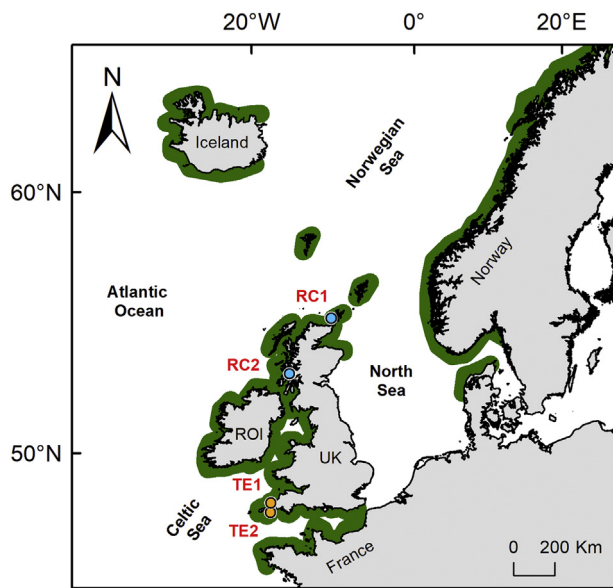 20°W 0° 20°E
N
Iceland
Norwegian
Sea
60°N
Norway
Atlantic
Ocean
RC1
RC2
North
Sea
ROI
UK
50°N
TE1
Celtic
Sea
TE2
France
0 200 Km